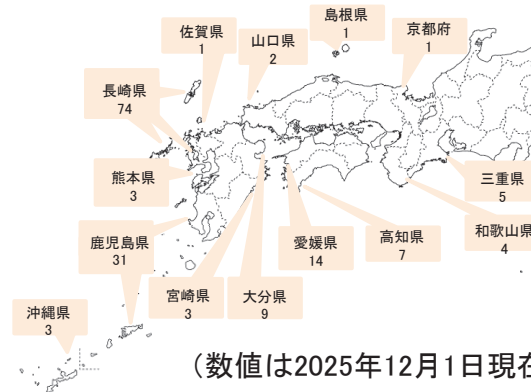 島根県
1
京都府
1
佐賀県
1
山口県
2
長崎県
74
熊本県
3
三重県
5
鹿児島県
31
愛媛県
14
高知県
7
和歌山県
4
宮崎県
3
大分県
9
沖縄県
3
（数値は2025年12月1日現在